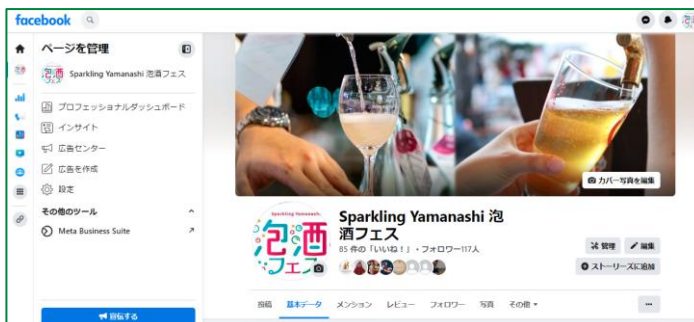 facebook
ページを管理
Sparkling Yamanashi 泡酒フェス
プロフェッショナルダッシュボード
インサイト
広告センター
広告を作成
設定
その他のツール
Meta Business Suite
宣伝する
カバー写真を編集
Sparkling Yamanashi.
泡酒
フェス
Sparkling Yamanashi 泡
酒フェス
85 件の「いいね！」・フォロワー117人
管理
編集
ストーリーズに追加
投稿 基本データ メンション レビュー フォロワー 写真 その他